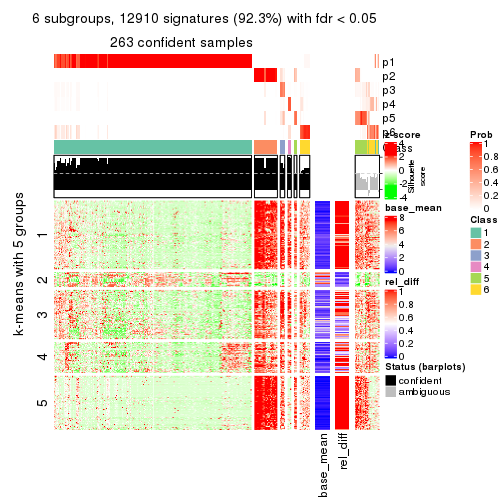 6 subgroups, 12910 signatures (92.3%) with fdr < 0.05
263 confident samples
p1
p2
p3
p4
p5
p6
Class
Silhouette
score
k-means with 5 groups
1
2
3
4
5
base_mean
rel_diff
z-score
4
2
0
-2
-4
base_mean
8
6
4
2
0
rel_diff
1
0.8
0.6
0.4
0.2
0
Status (barplots)
confident
ambiguous
Prob
1
0.8
0.6
0.4
0.2
0
Class
1
2
3
4
5
6